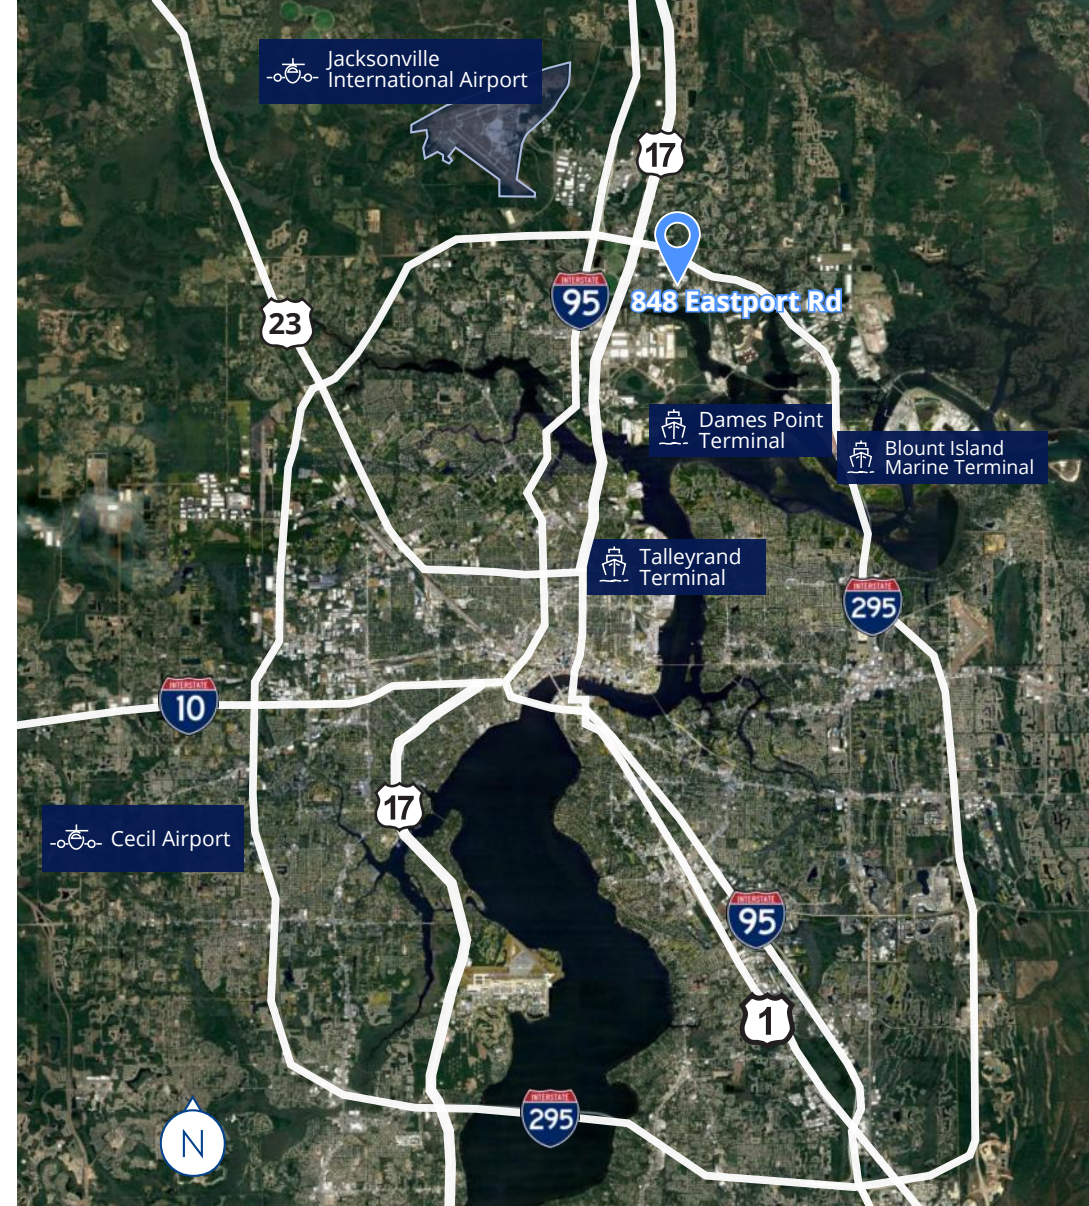 Jacksonville
International Airport
17
INTERSTATE
95
848 Eastport Rd
23
Dames Point
Terminal
Blount Island
Marine Terminal
Talleyrand
Terminal
INTERSTATE
295
INTERSTATE
10
17
Cecil Airport
INTERSTATE
95
1
INTERSTATE
295
N